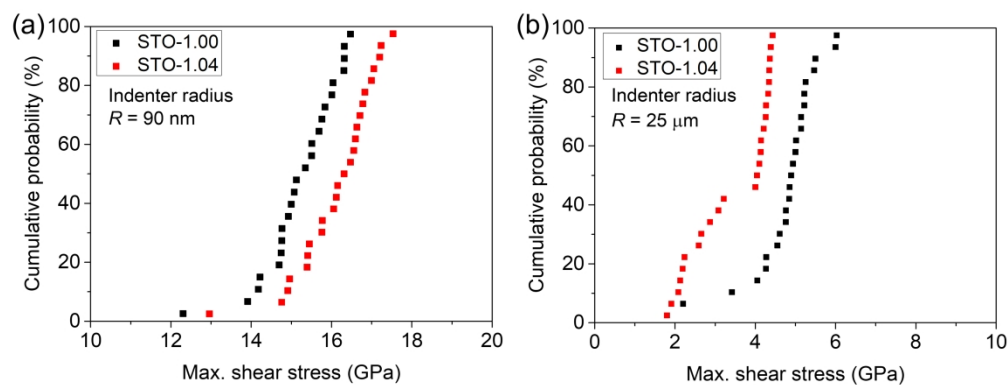 (a)
100
80
60
40
20
0
Cumulative probability (%)
STO-1.00
STO-1.04
Indenter radius
R = 90 nm
10 12 14 16 18 20
Max. shear stress (GPa)
(b)
100
80
60
40
20
0
Cumulative probability (%)
STO-1.00
STO-1.04
Indenter radius
R = 25 μm
0 2 4 6 8 10
Max. shear stress (GPa)